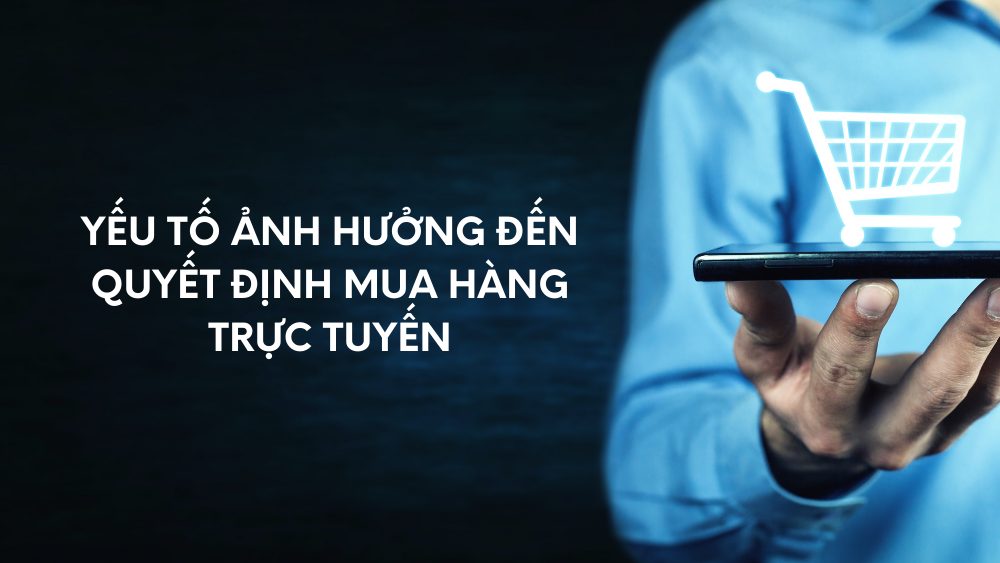 YẾU TỐ ẢNH HƯỞNG ĐẾN
QUYẾT ĐỊNH MUA HÀNG
TRỰC TUYẾN